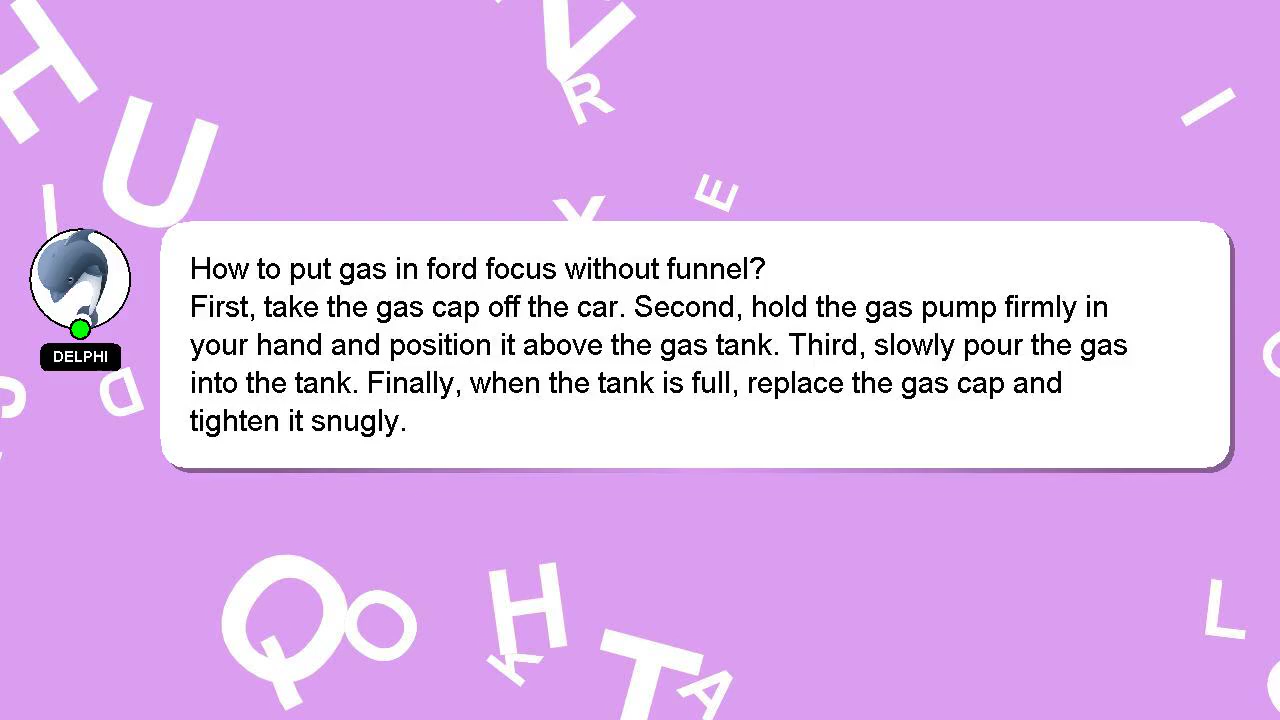 How to put gas in ford focus without funnel?
First, take the gas cap off the car. Second, hold the gas pump firmly in
your hand and position it above the gas tank. Third, slowly pour the gas
into the tank. Finally, when the tank is full, replace the gas cap and
tighten it snugly.
DELPHI
H
U
V
R
I
E
X
I
D
Q
O
H
K
T
A
L